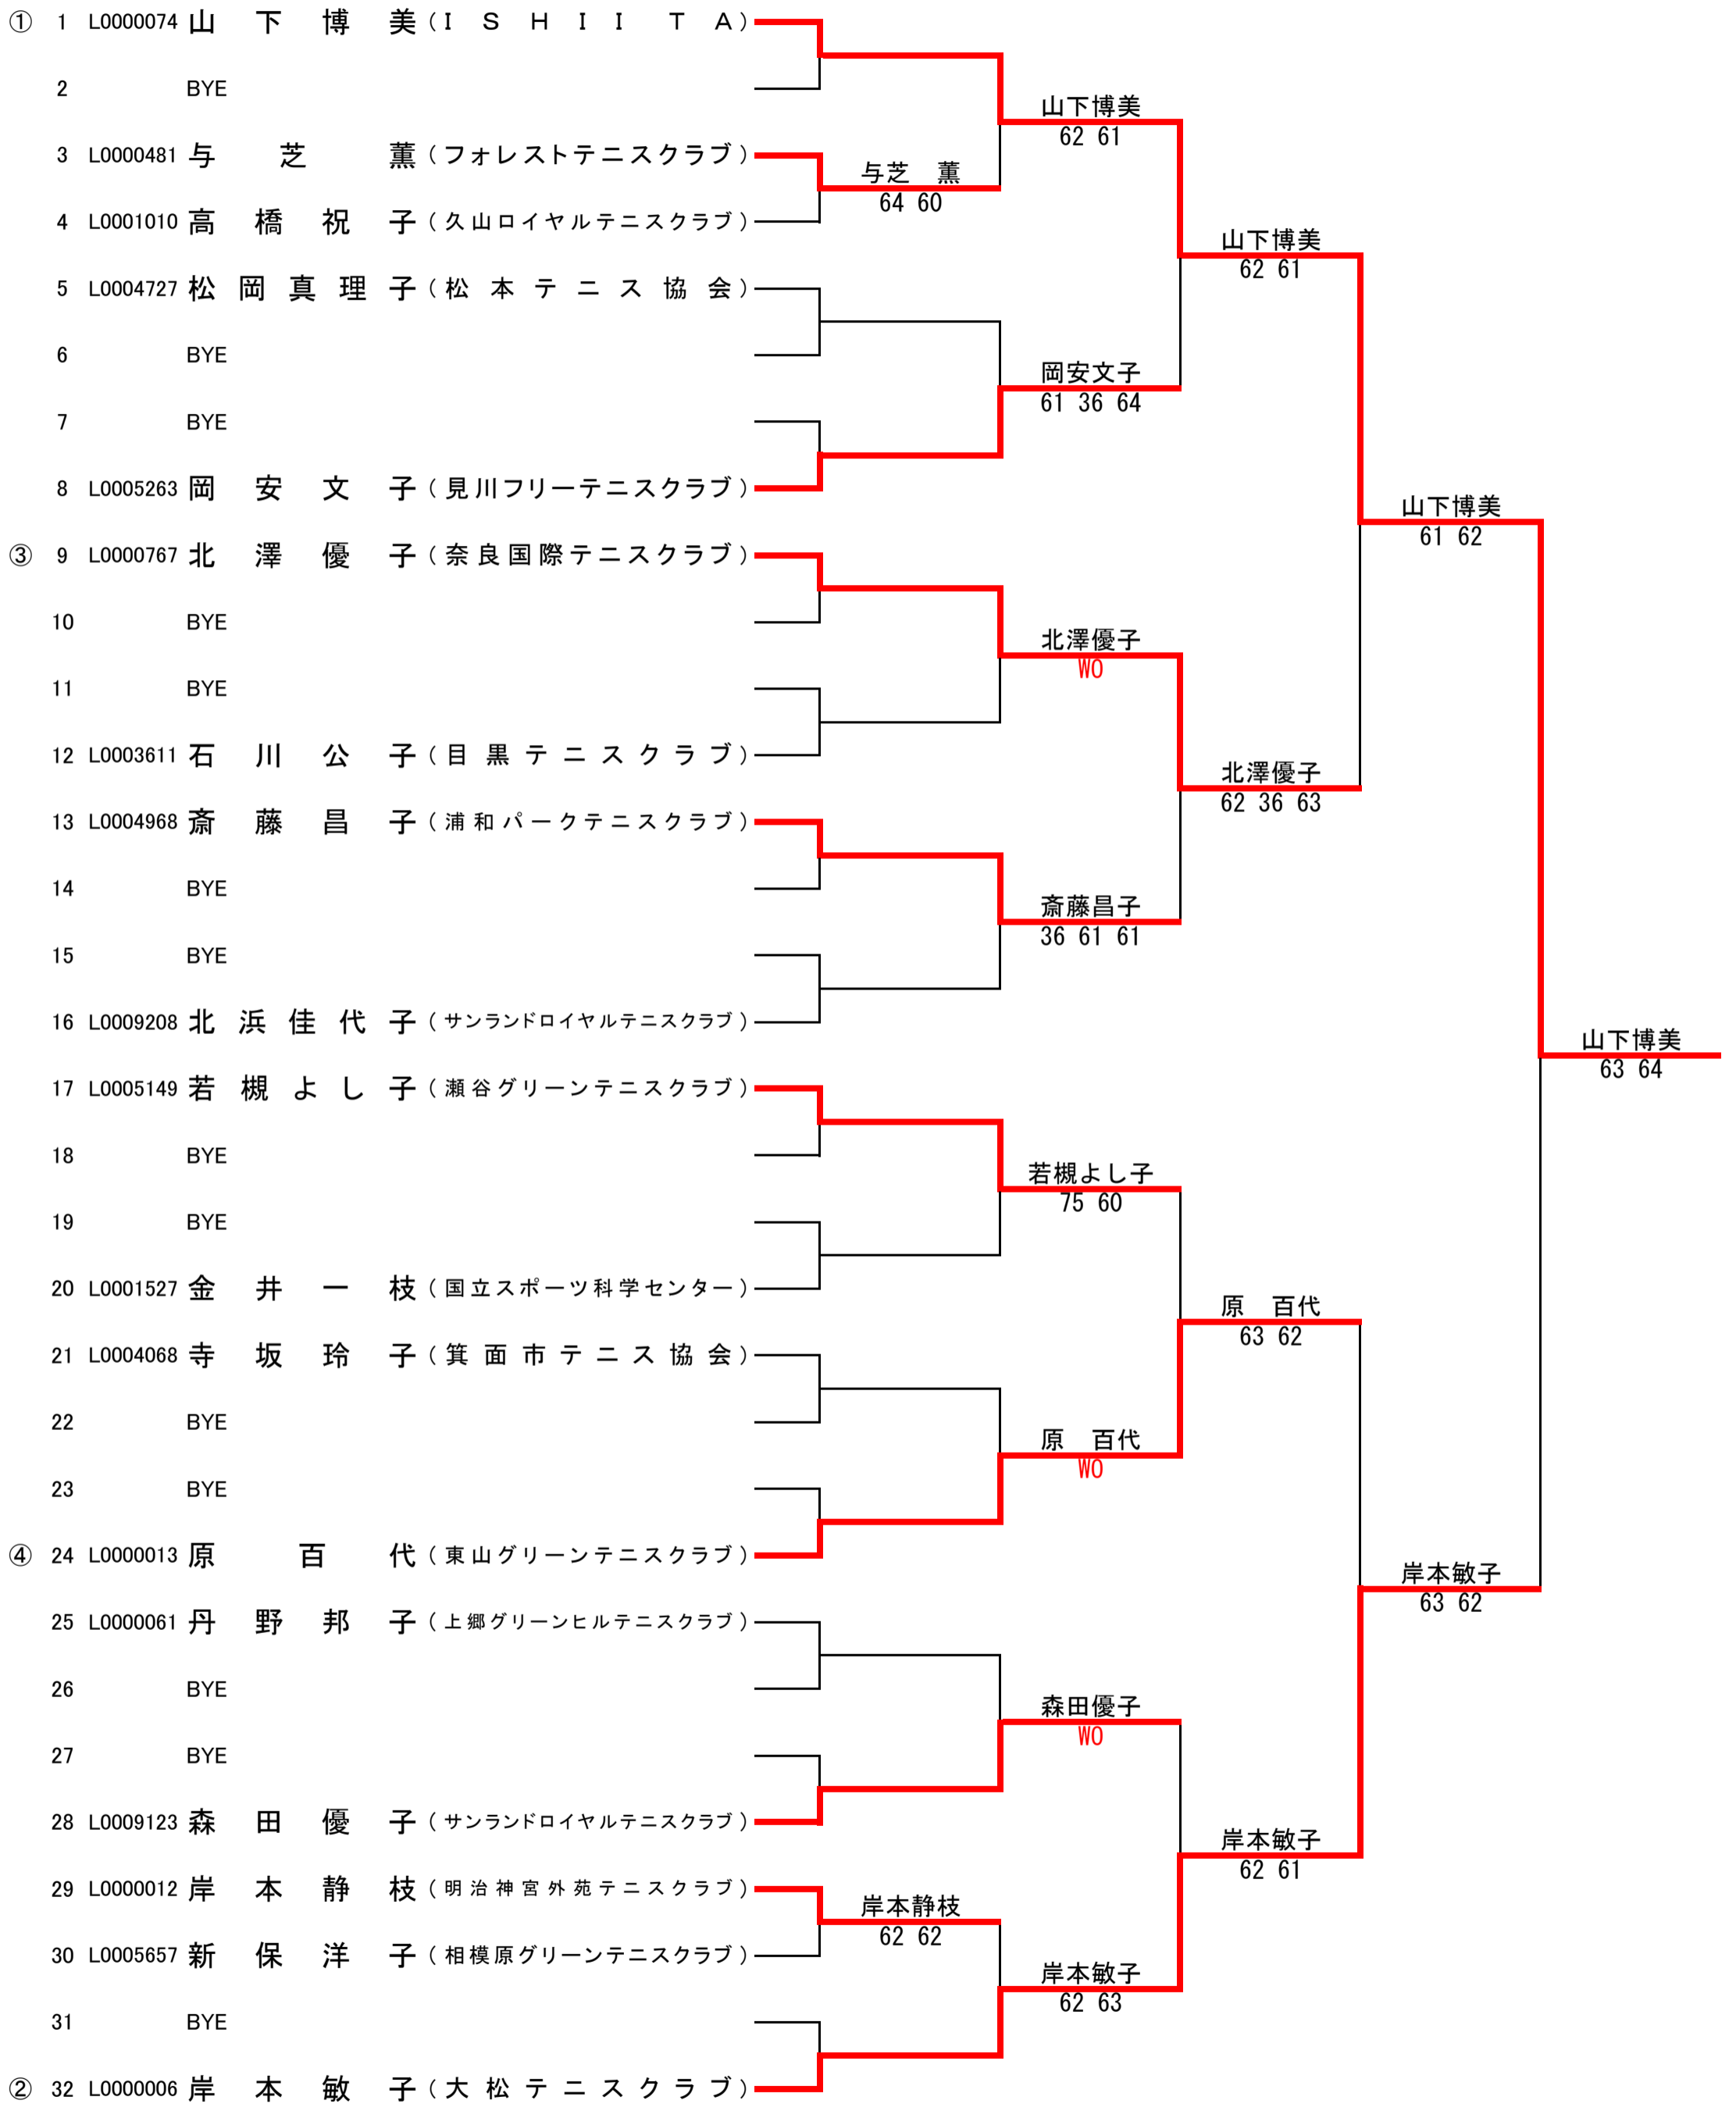 ① 1 L0000074 山下博美 (ISHII TA)
2 BYE
山下博美
62 61
3 L0000481 与芝薫 (フォレストテニスクラブ)
与芝 薫
64 60
4 L0001010 高橋祝子 (久山ロイヤルテニスクラブ)
山下博美
62 61
5 L0004727 松岡真理子 (松本テニス協会)
6 BYE
岡安文子
61 36 64
7 BYE
8 L0005263 岡安文子 (見川フリーテニスクラブ)
山下博美
61 62
③ 9 L0000767 北澤優子 (奈良国際テニスクラブ)
10 BYE
北澤優子
WO
11 BYE
12 L0003611 石川公子 (目黒テニスクラブ)
北澤優子
62 36 63
13 L0004968 斎藤昌子 (浦和パークテニスクラブ)
14 BYE
斎藤昌子
36 61 61
15 BYE
16 L0009208 北浜佳代子 (サンランドロイヤルテニスクラブ)
山下博美
63 64
17 L0005149 若槻よし子 (瀬谷グリーンテニスクラブ)
18 BYE
若槻よし子
75 60
19 BYE
20 L0001527 金井一枝 (国立スポーツ科学センター)
原 百代
63 62
21 L0004068 寺坂玲子 (箕面市テニス協会)
22 BYE
原 百代
WO
23 BYE
④ 24 L0000013 原百代 (東山グリーンテニスクラブ)
岸本敏子
63 62
25 L0000061 丹野邦子 (上郷グリーンヒルテニスクラブ)
26 BYE
森田優子
WO
27 BYE
28 L0009123 森田優子 (サンランドロイヤルテニスクラブ)
岸本敏子
62 61
29 L0000012 岸本静枝 (明治神宮外苑テニスクラブ)
岸本静枝
62 62
30 L0005657 新保洋子 (相模原グリーンテニスクラブ)
岸本敏子
62 63
31 BYE
② 32 L0000006 岸本敏子 (大松テニスクラブ)